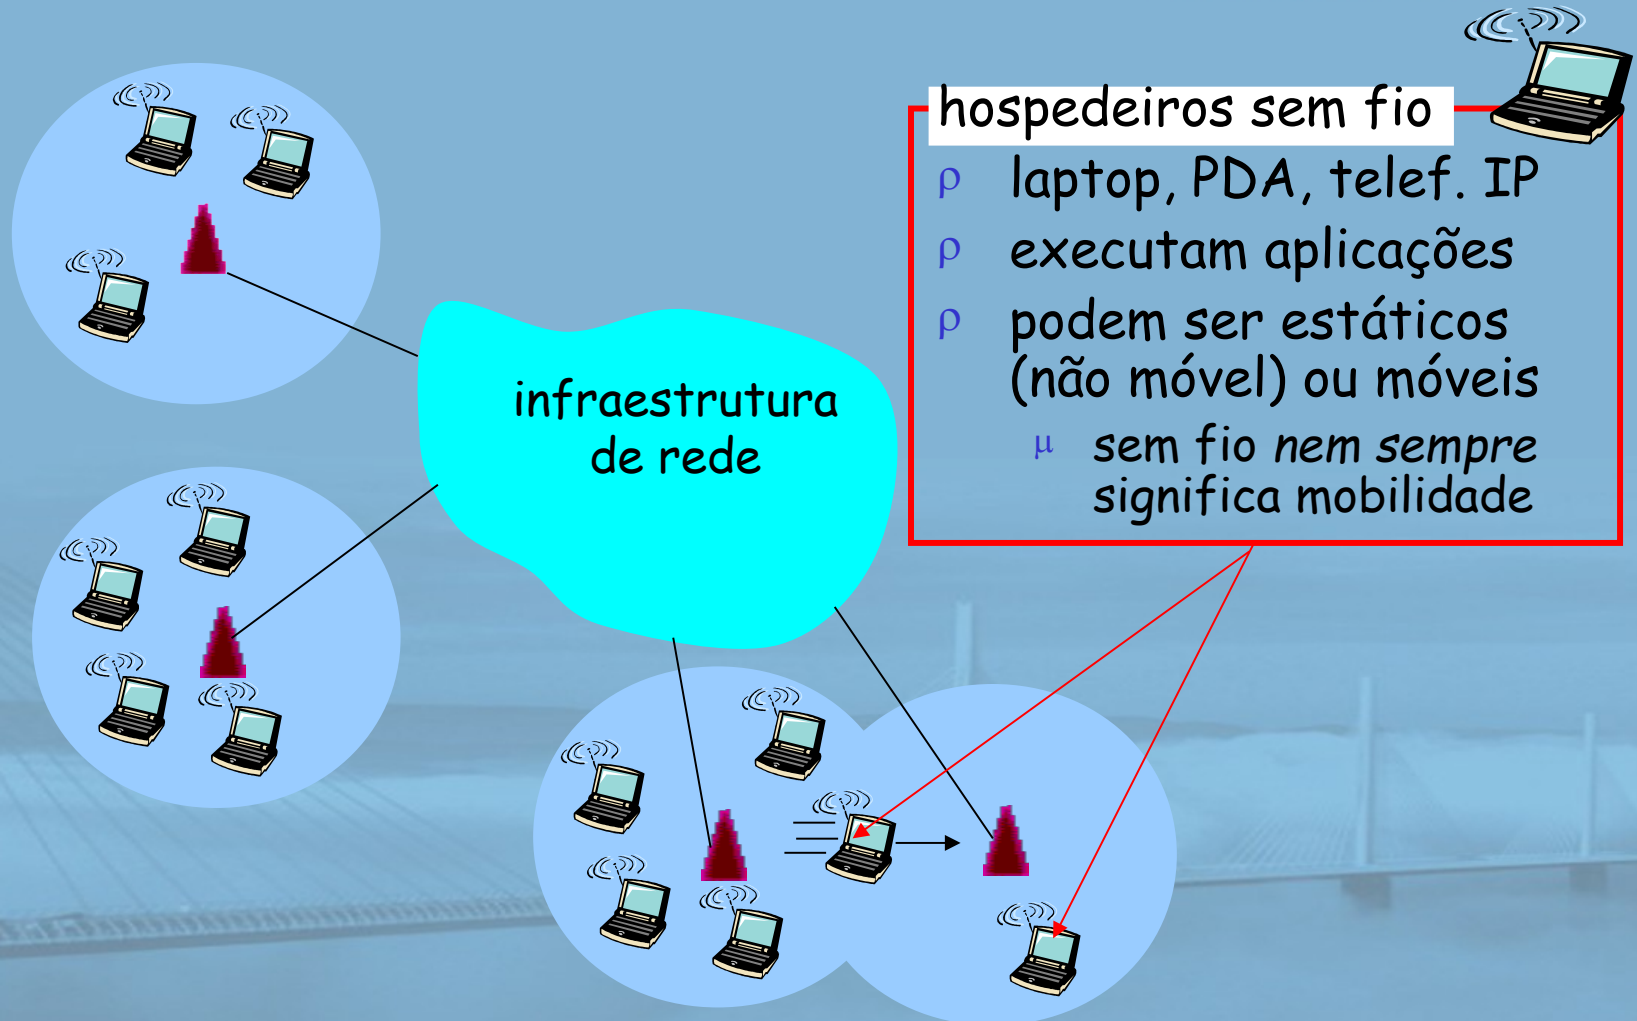 hospedeiros sem fio
ρ laptop, PDA, telef. IP
ρ executam aplicações
ρ podem ser estáticos
(não móvel) ou móveis
μ sem fio nem sempre
significa mobilidade
infraestrutura
de rede